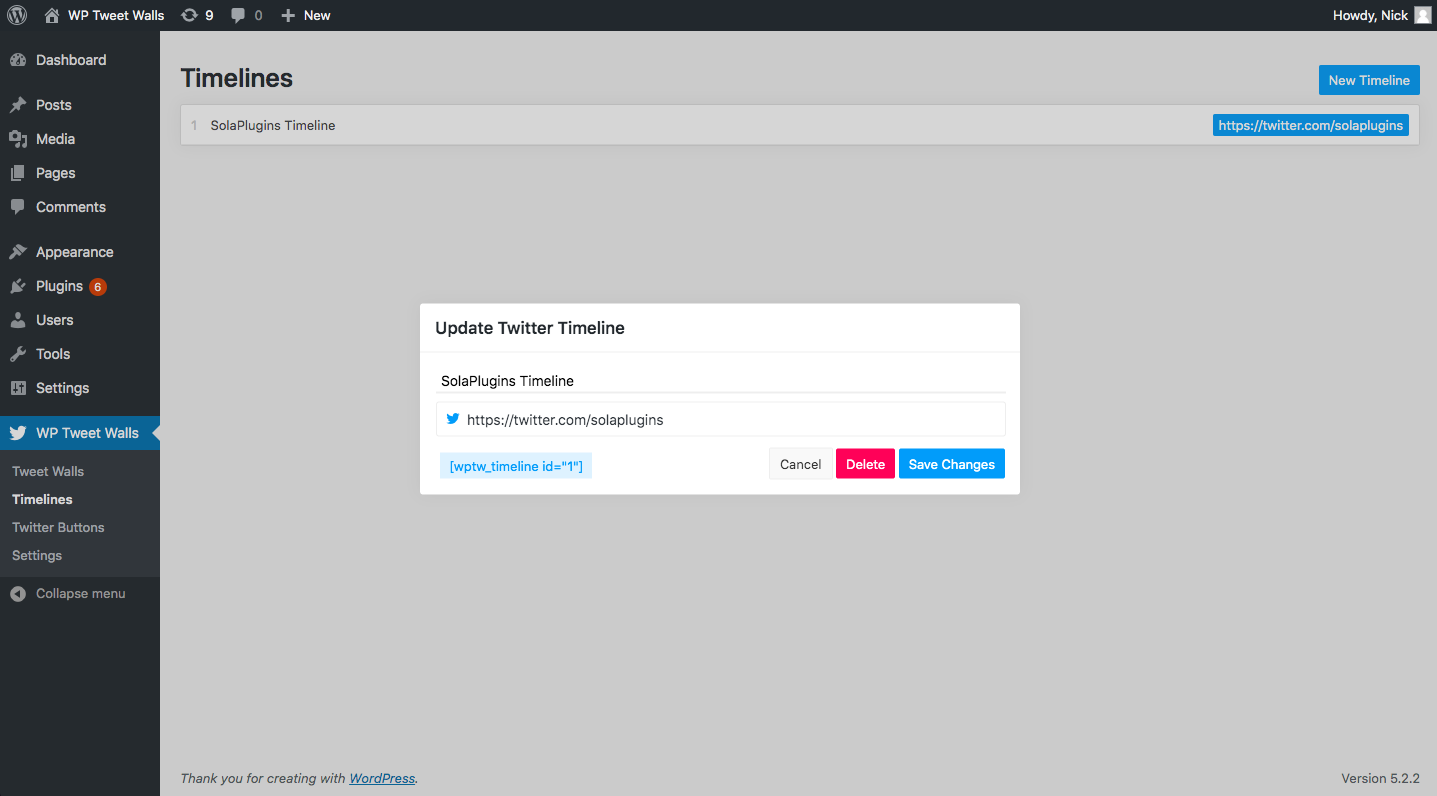 WP Tweet Walls 9 0 New Howdy, Nick
Dashboard
Posts
Media
Pages
Comments
Appearance
Plugins 6
Users
Tools
Settings
WP Tweet Walls
Tweet Walls
Timelines
Twitter Buttons
Settings
Collapse menu
Timelines
New Timeline
1 SolaPlugins Timeline https://twitter.com/solaplugins
Update Twitter Timeline
SolaPlugins Timeline
https://twitter.com/solaplugins
[wptw_timeline id="1"] Cancel Delete Save Changes
Thank you for creating with WordPress. Version 5.2.2